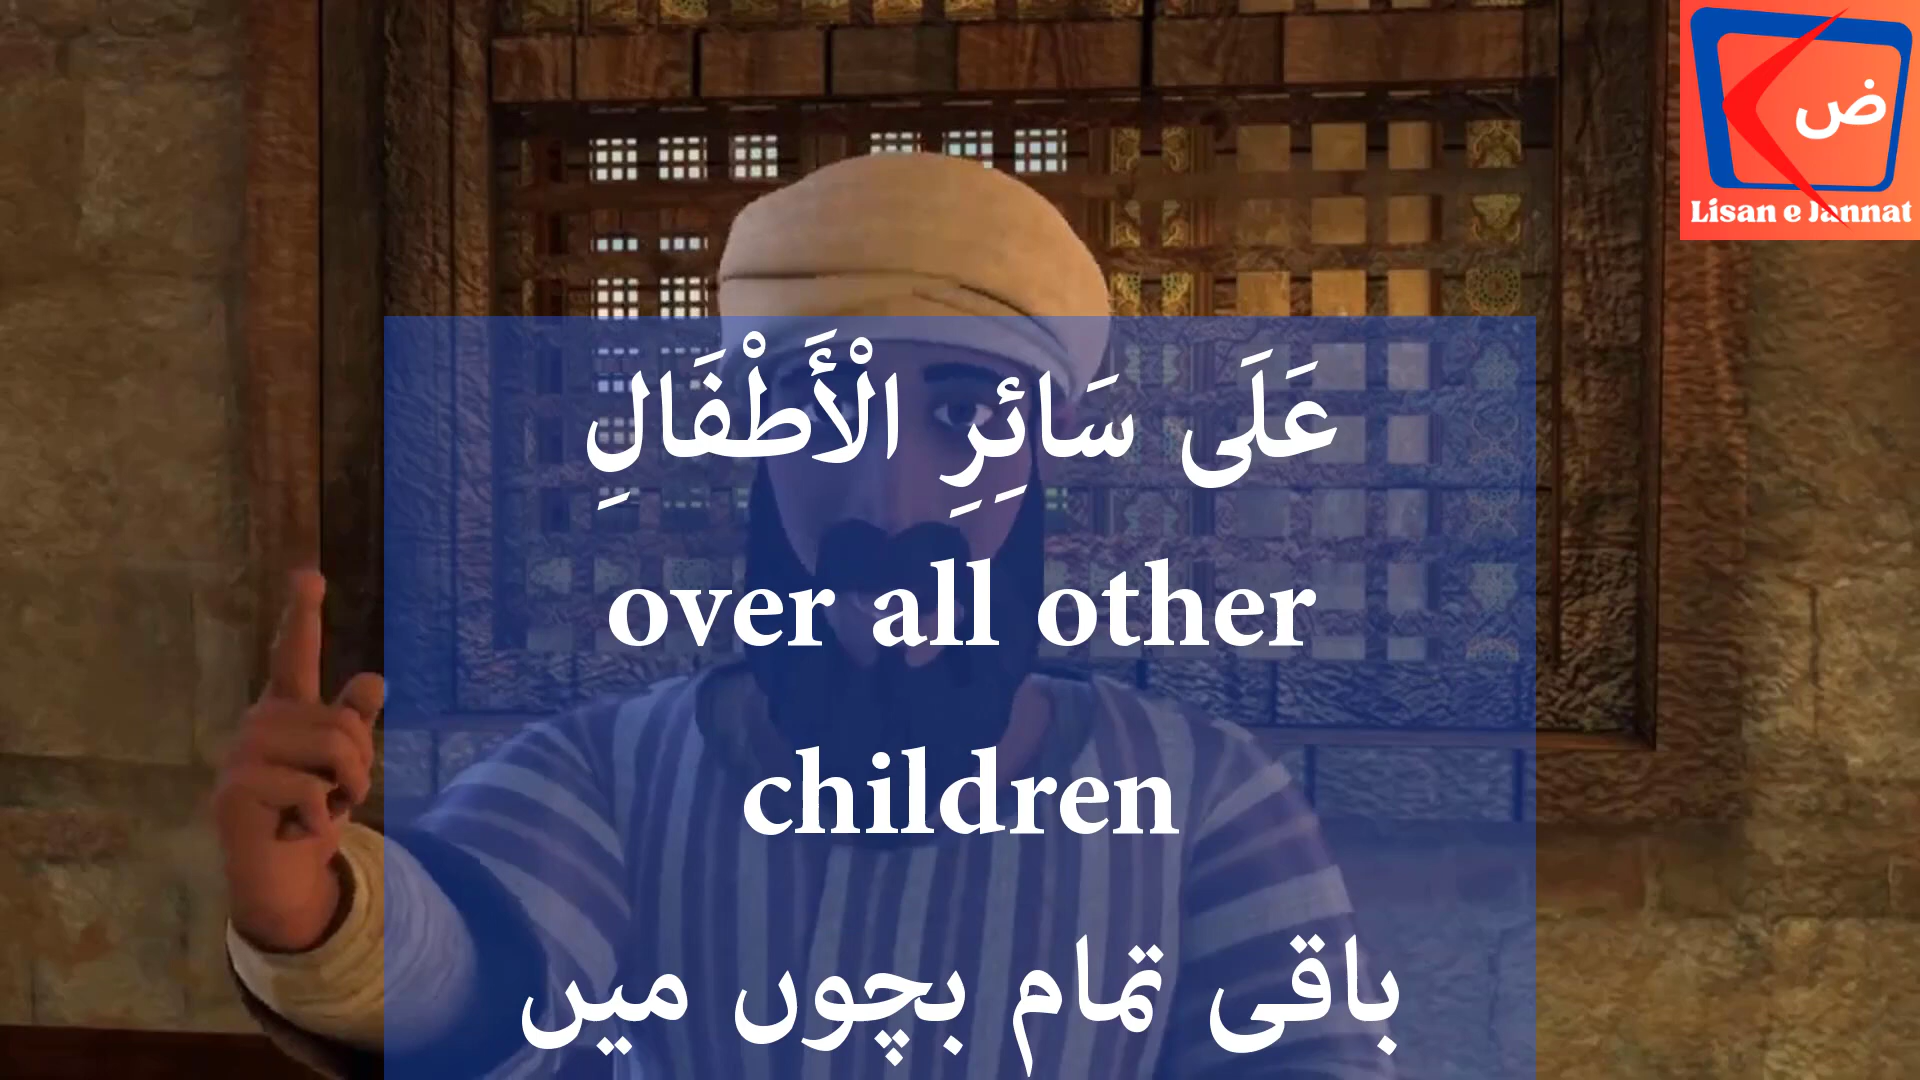 ض
Lisan e Jannat
عَلَى سَائِرِ الْأَطْفَالِ
over all other
children
باقی تمام بچوں میں